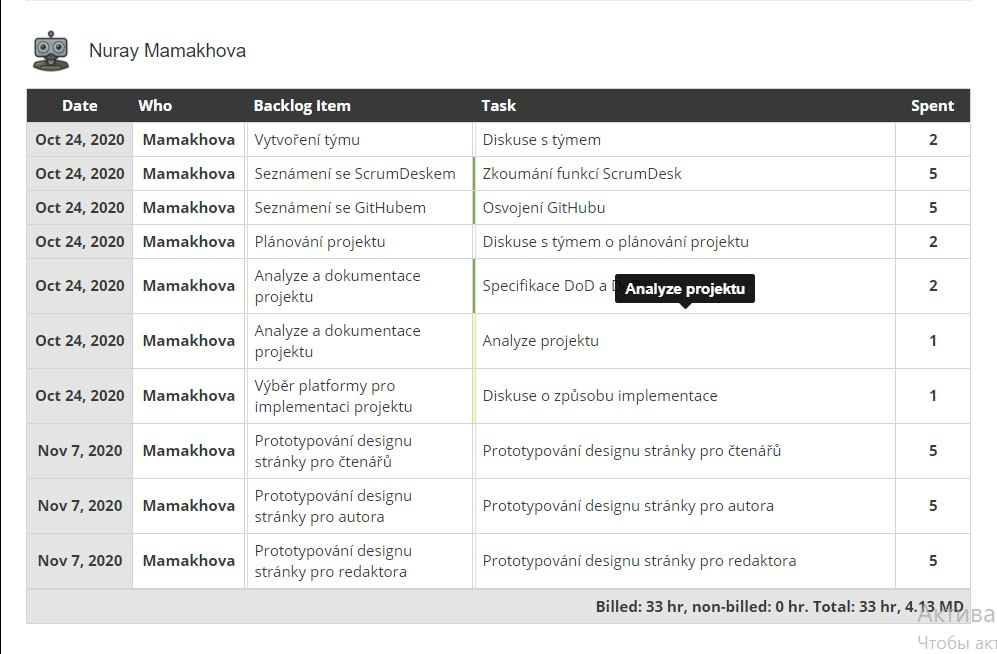 Nuray Mamakhova
Date Who Backlog Item Task Spent
Oct 24, 2020 Mamakhova Vytvoření týmu Diskuse s týmem 2
Oct 24, 2020 Mamakhova Seznámení se ScrumDeskem Zkoumání funkcí ScrumDesk 5
Oct 24, 2020 Mamakhova Seznámení se GitHubem Osvojení GitHubu 5
Oct 24, 2020 Mamakhova Plánování projektu Diskuse s týmem o plánování projektu 2
Analyze a dokumentace
Oct 24, 2020 Mamakhova projektu Specifikace DoD a 2
Analyze projektu
Analyze a dokumentace
Oct 24, 2020 Mamakhova projektu Analyze projektu 1
Výběr platformy pro
Oct 24, 2020 Mamakhova implementaci projektu Diskuse o způsobu implementace 1
Prototypování designu
Nov 7, 2020 Mamakhova stránky pro čtenářů Prototypování designu stránky pro čtenářů 5
Prototypování designu
Nov 7, 2020 Mamakhova stránky pro autora Prototypování designu stránky pro autora 5
Prototypování designu
Nov 7, 2020 Mamakhova stránky pro redaktora Prototypování designu stránky pro redaktora 5
Billed: 33 hr, non-billed: 0 hr. Total: 33 hr, 4.13 MD
Актива
Чтобы акт